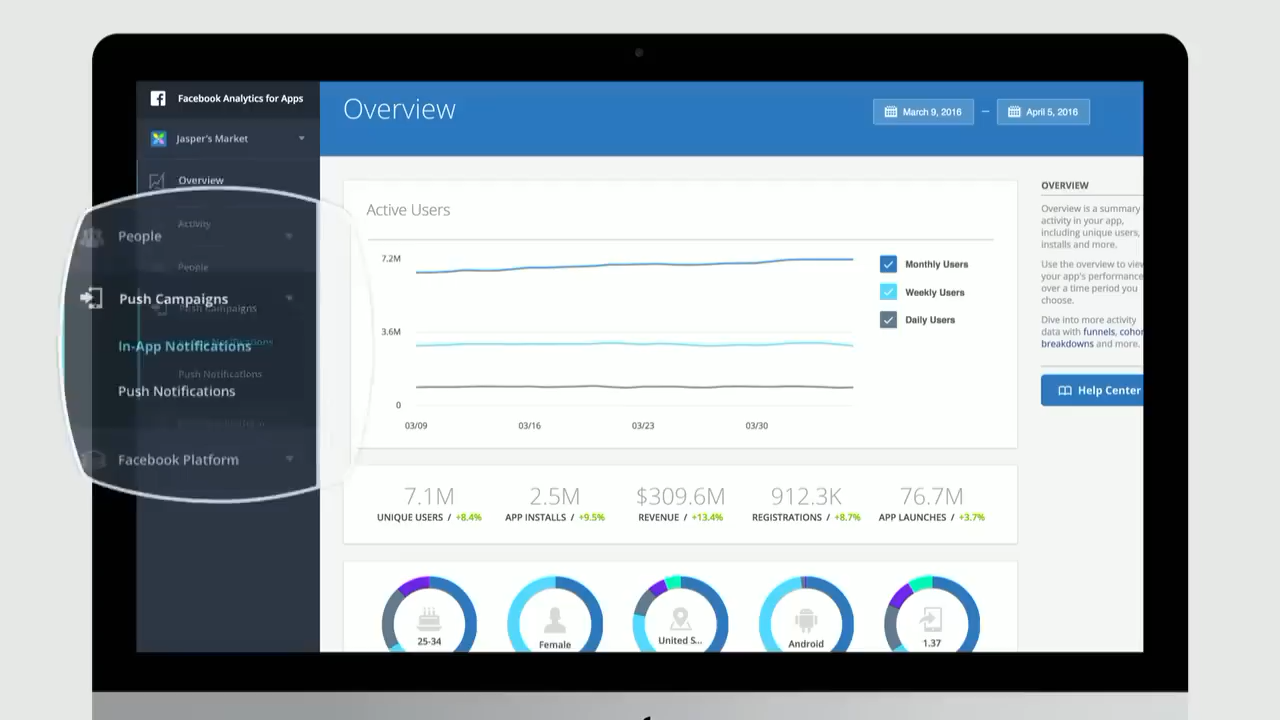 Facebook Analytics for Apps
Jasper's Market
Overview
Activity
People
People
Push Campaigns
Push Campaigns
In-App Notifications
Push Notifications
Push Notifications
Facebook Platform
Overview
March 9, 2016 – April 5, 2016
Active Users
7.2M
3.6M
0
03/09 03/16 03/23 03/30
Monthly Users
Weekly Users
Daily Users
7.1M 2.5M $309.6M 912.3K 76.7M
UNIQUE USERS / +8.4% APP INSTALLS / +9.5% REVENUE / +13.4% REGISTRATIONS / +8.7% APP LAUNCHES / +3.7%
25-34 Female United S... Android 1.37
OVERVIEW
Overview is a summary
activity in your app,
including unique users,
installs and more.
Use the overview to view
your app's performance
over a time period you
choose.
Dive into more activity
data with funnels, cohor
breakdowns and more.
Help Center